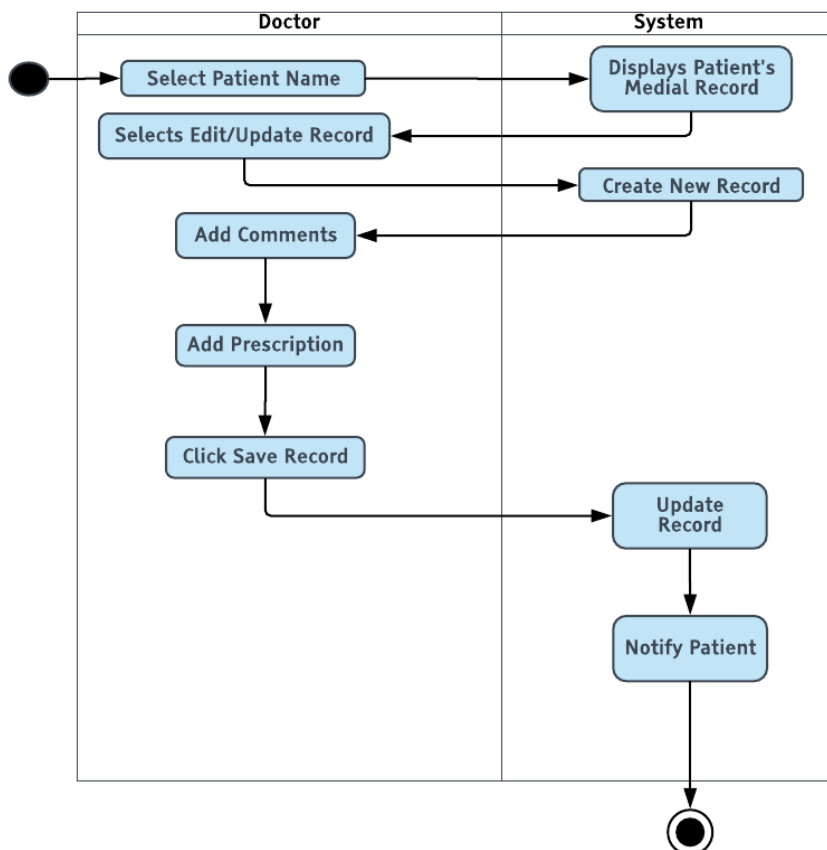 Doctor
System
Select Patient Name
Displays Patient's
Medial Record
Selects Edit/Update Record
Create New Record
Add Comments
Add Prescription
Click Save Record
Update
Record
Notify Patient